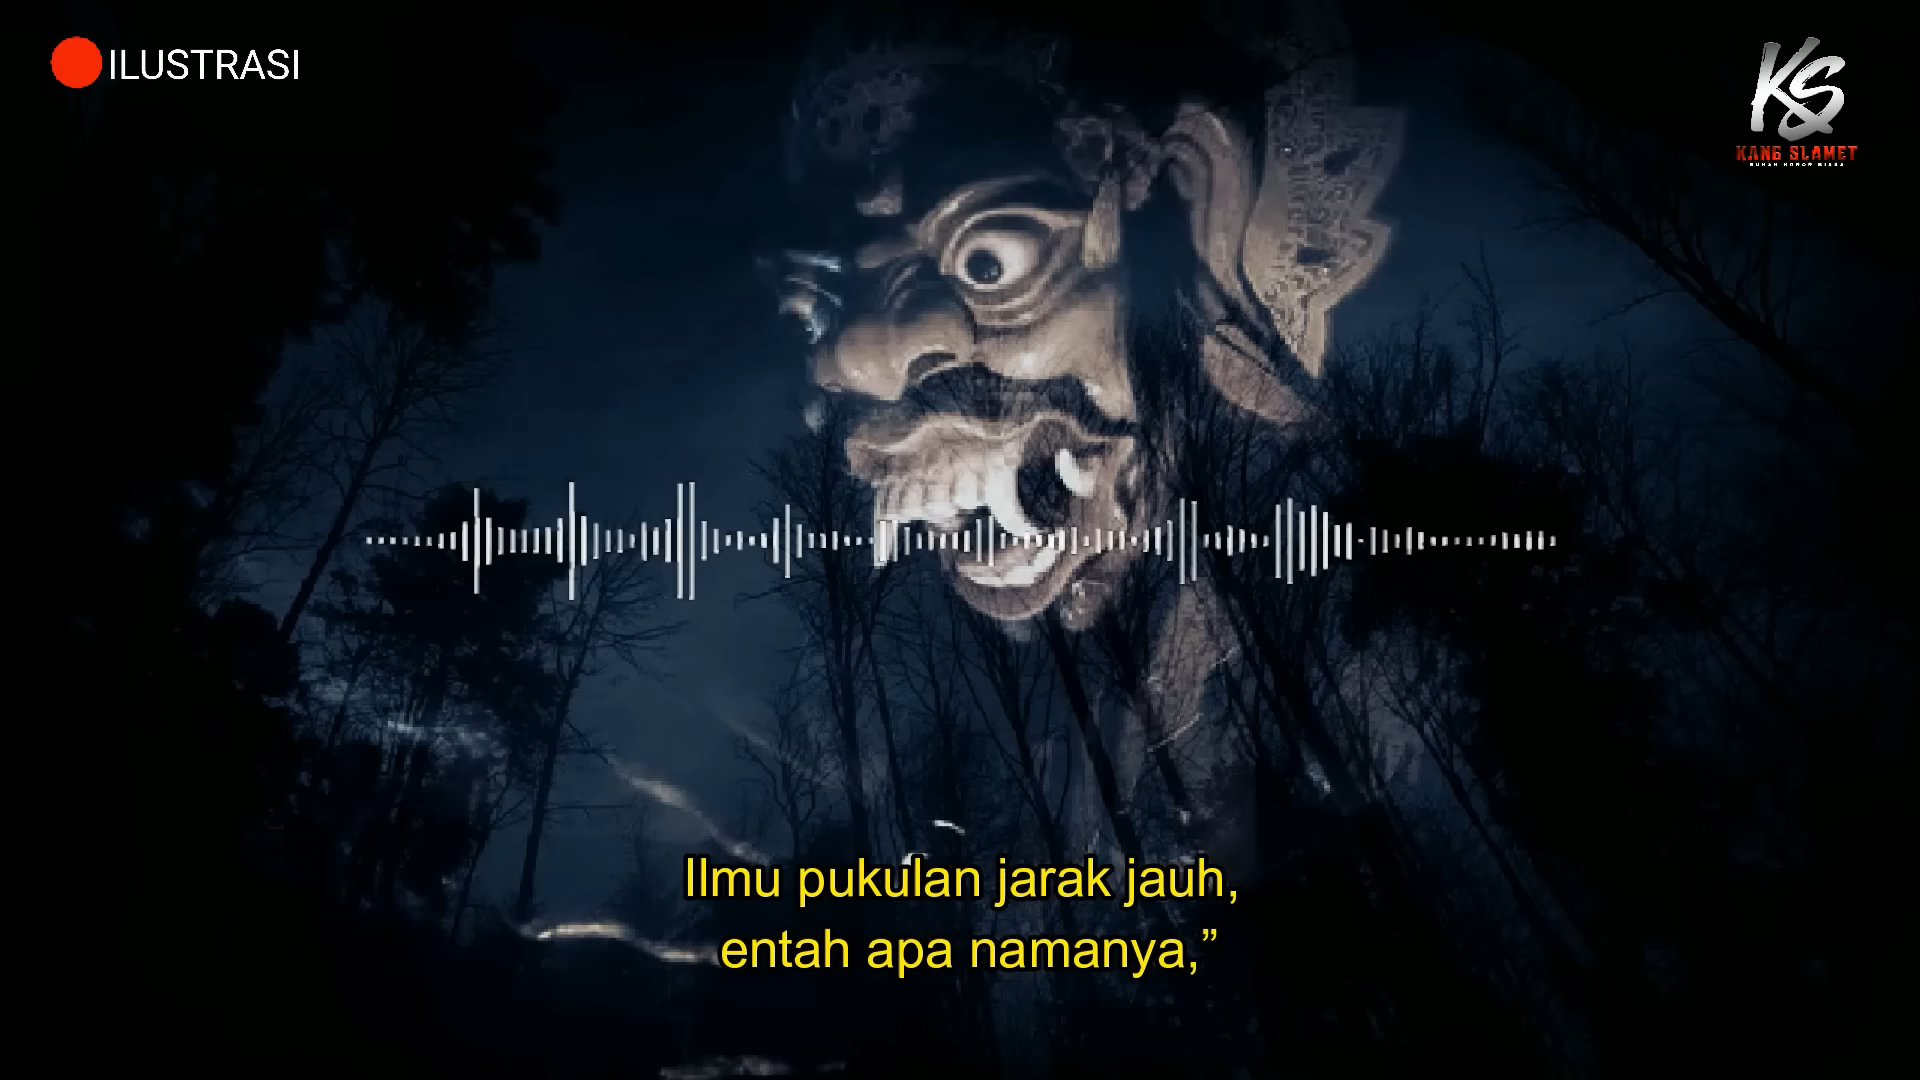 ILUSTRASI
KS
KANG SLAMET
Ilmu pukulan jarak jauh,
entah apa namanya,”